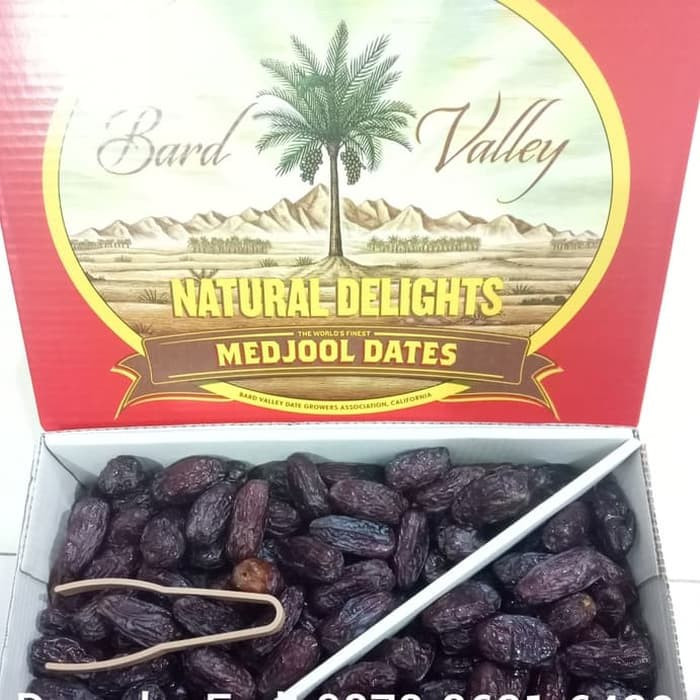 Bard Valley
NATURAL DELIGHTS
THE WORLD'S FINEST
MEDJOOL DATES
BARD VALLEY DATE GROWERS ASSOCIATION, CALIFORNIA